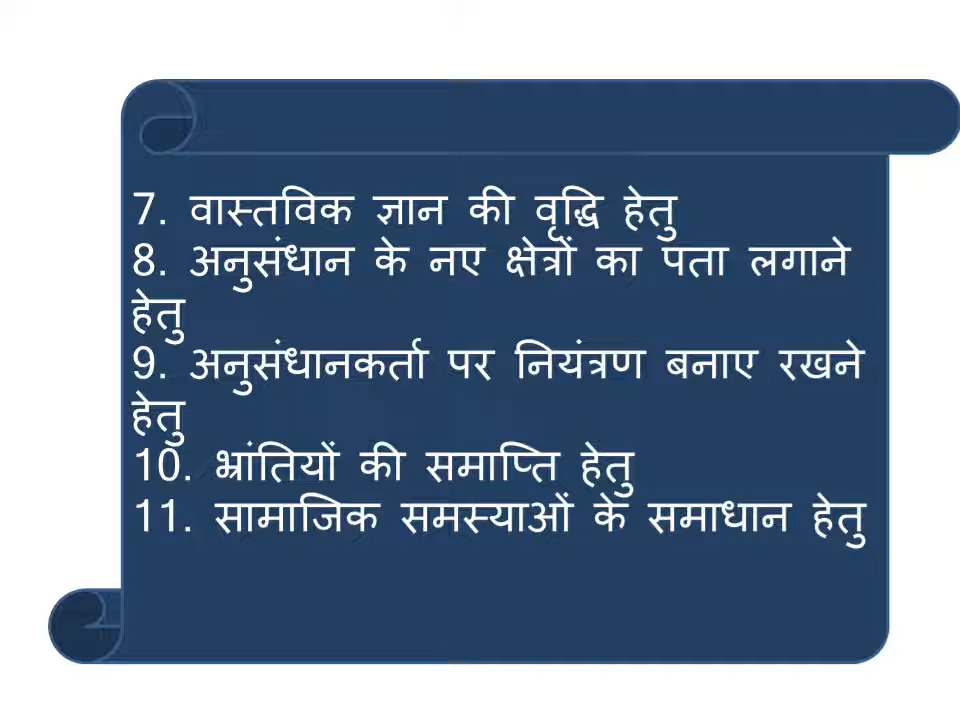 7. वास्तविक ज्ञान की वृद्धि हेतु
8. अनुसंधान के नए क्षेत्रों का पता लगाने
हेतु
9. अनुसंधानकर्ता पर नियंत्रण बनाए रखने
हेतु
10. भ्रांतियों की समाप्ति हेतु
11. सामाजिक समस्याओं के समाधान हेतु